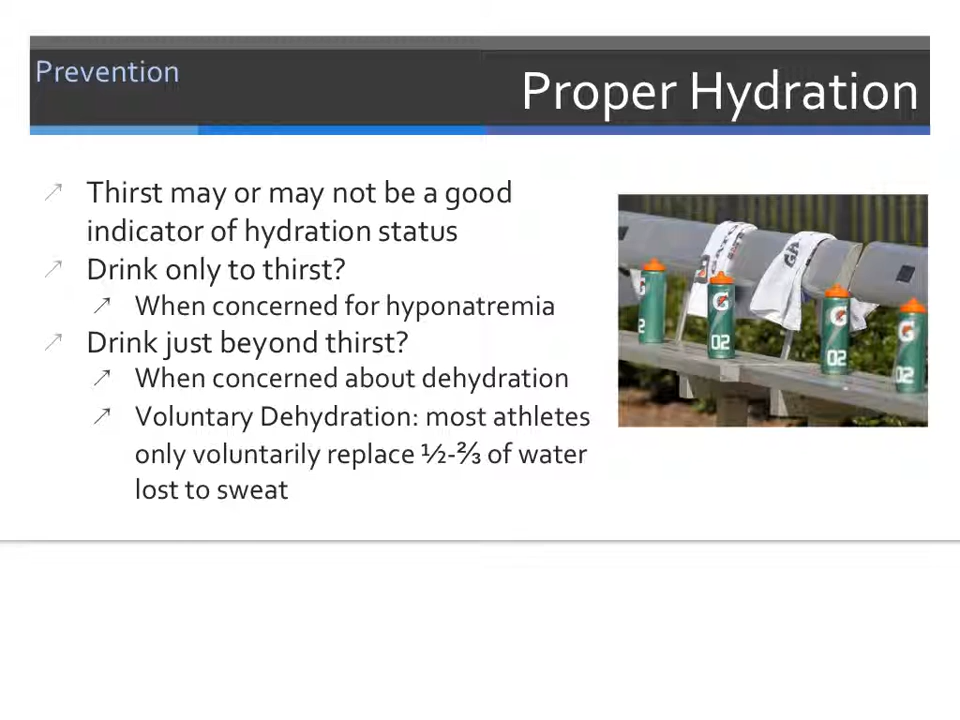 Prevention
Proper Hydration
Thirst may or may not be a good
indicator of hydration status
Drink only to thirst?
When concerned for hyponatremia
Drink just beyond thirst?
When concerned about dehydration
Voluntary Dehydration: most athletes
only voluntarily replace ½-⅔ of water
lost to sweat
G
G
G
G
2
02
02
02